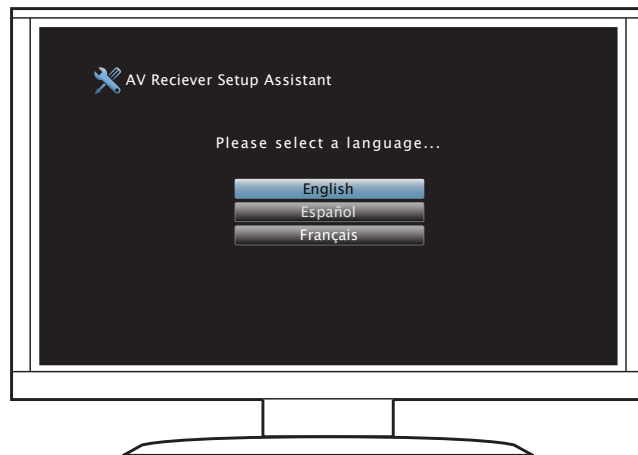 AV Reciever Setup Assistant
Please select a language...
English
Español
Français